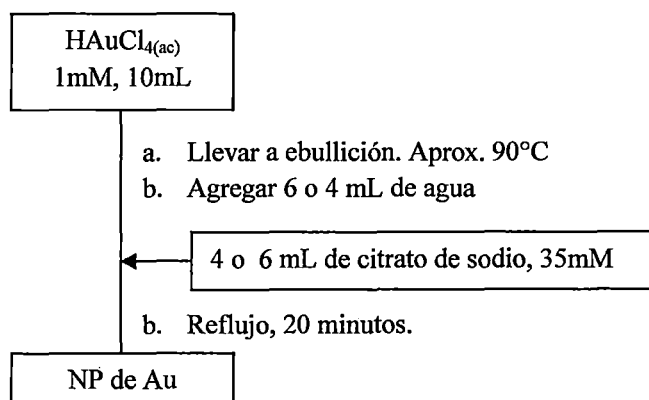 HAuCl4(ac)
1mM, 10mL
a. Llevar a ebullición. Aprox. 90°C
b. Agregar 6 o 4 mL de agua
4 o 6 mL de citrato de sodio, 35mM
b. Reflujo, 20 minutos.
NP de Au